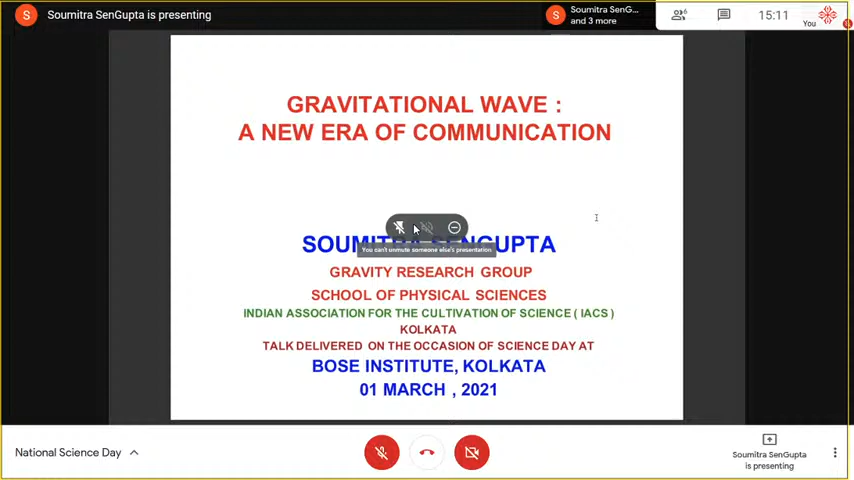 Soumitra SenGupta is presenting
Soumitra SenG...
and 3 more
6
15:11
You
GRAVITATIONAL WAVE :
A NEW ERA OF COMMUNICATION
SOUMITRA SENGUPTA
You can't unmute someone else's presentation
GRAVITY RESEARCH GROUP
SCHOOL OF PHYSICAL SCIENCES
INDIAN ASSOCIATION FOR THE CULTIVATION OF SCIENCE ( IACS )
KOLKATA
TALK DELIVERED ON THE OCCASION OF SCIENCE DAY AT
BOSE INSTITUTE, KOLKATA
01 MARCH , 2021
National Science Day
Soumitra SenGupta
is presenting